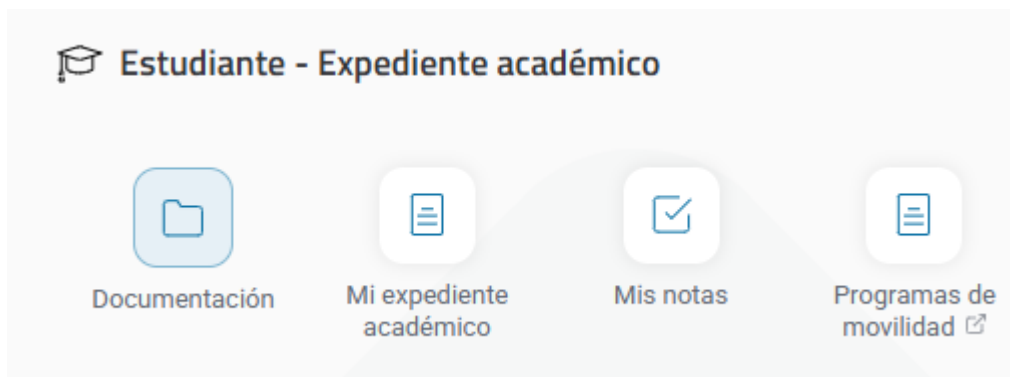 Estudiante - Expediente académico
Documentación
Mi expediente
académico
Mis notas
Programas de
movilidad